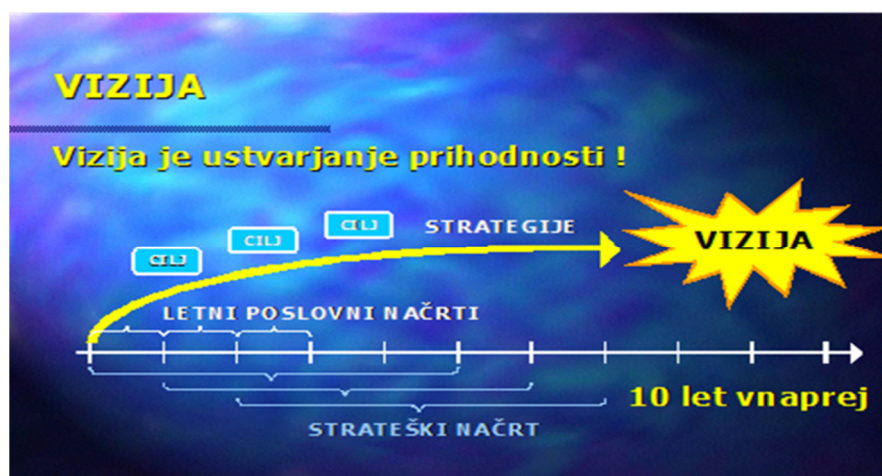 VIZIJA
Vizija je ustvarjanje prihodnosti !
CILJ
CILJ
CILJ
STRATEGIJE
VIZIJA
LETNI POSLOVNI NAČRTI
10 let vnaprej
STRATEŠKI NAČRT